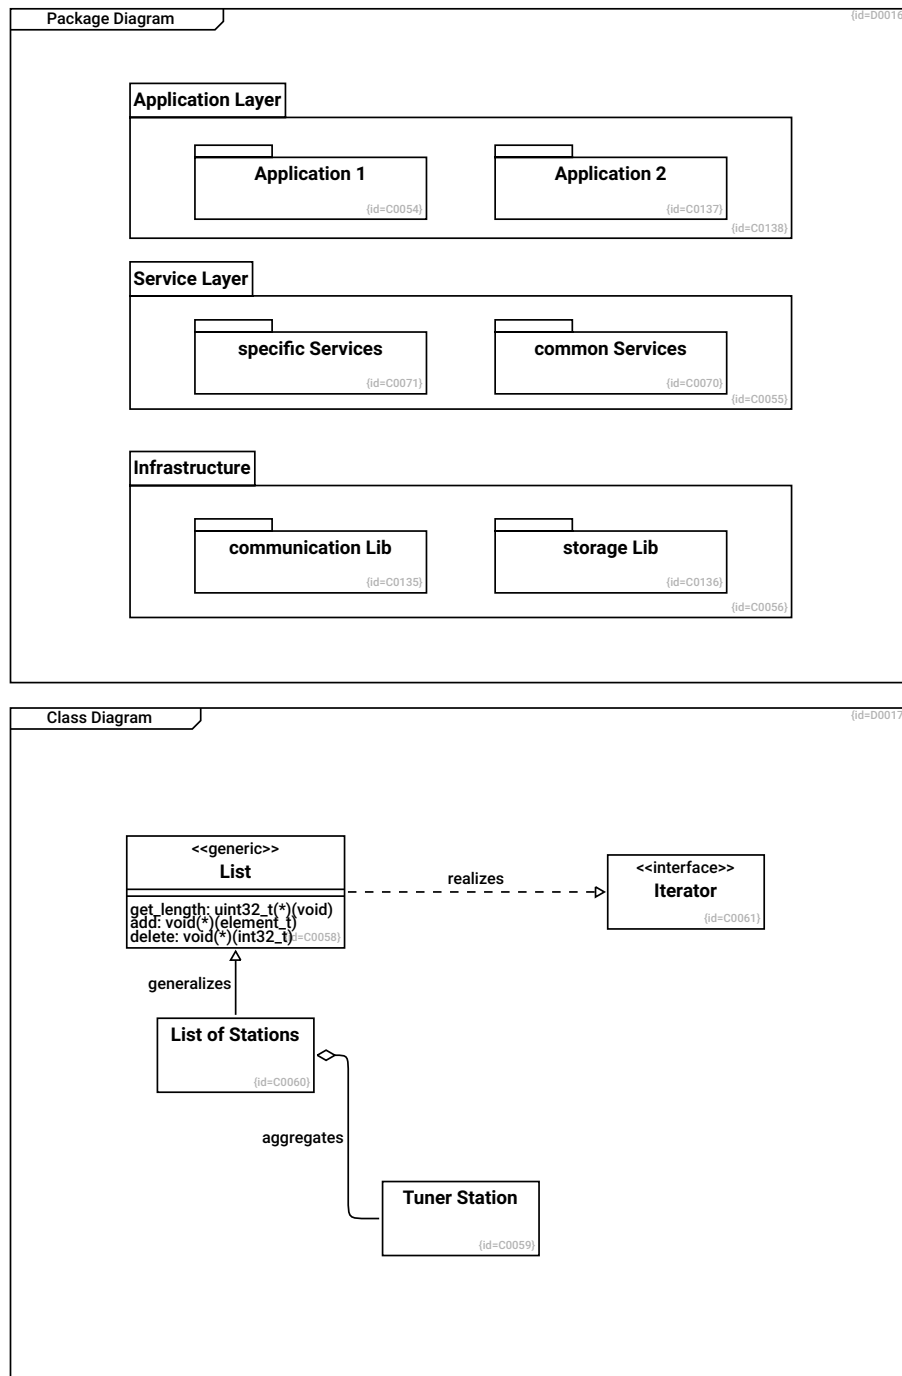 Package Diagram
{id=D0016
Application Layer
Application 1
{id=C0054}
Application 2
{id=C0137}
{id=C0138}
Service Layer
specific Services
{id=C0071}
common Services
{id=C0070}
{id=C0055}
Infrastructure
communication Lib
{id=C0135}
storage Lib
{id=C0136}
{id=C0056}
Class Diagram
{id=D0017
<<generic>>
List
get_length: uint32_t(*)(void)
add: void(*)(element_t)
delete: void(*)(int32_t)
id=C0058}
realizes
<<interface>>
Iterator
{id=C0061}
generalizes
List of Stations
{id=C0060}
aggregates
Tuner Station
{id=C0059}